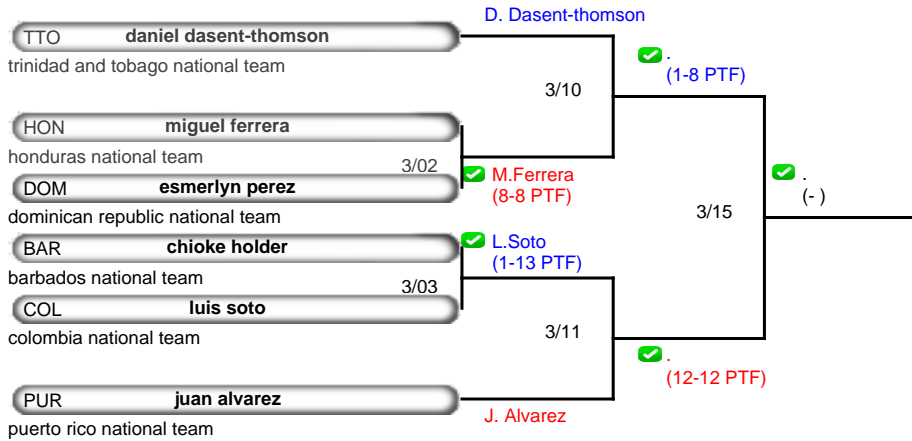 D. Dasent-thomson
TTO daniel dasent-thomson
trinidad and tobago national team
.
(1-8 PTF)
3/10
HON miguel ferrera
honduras national team
3/02
M.Ferrera
(8-8 PTF)
DOM esmerlyn perez
dominican republic national team
.
(- )
3/15
BAR chioke holder
barbados national team
L.Soto
(1-13 PTF)
3/03
COL luis soto
colombia national team
3/11
.
(12-12 PTF)
PUR juan alvarez
puerto rico national team
J. Alvarez